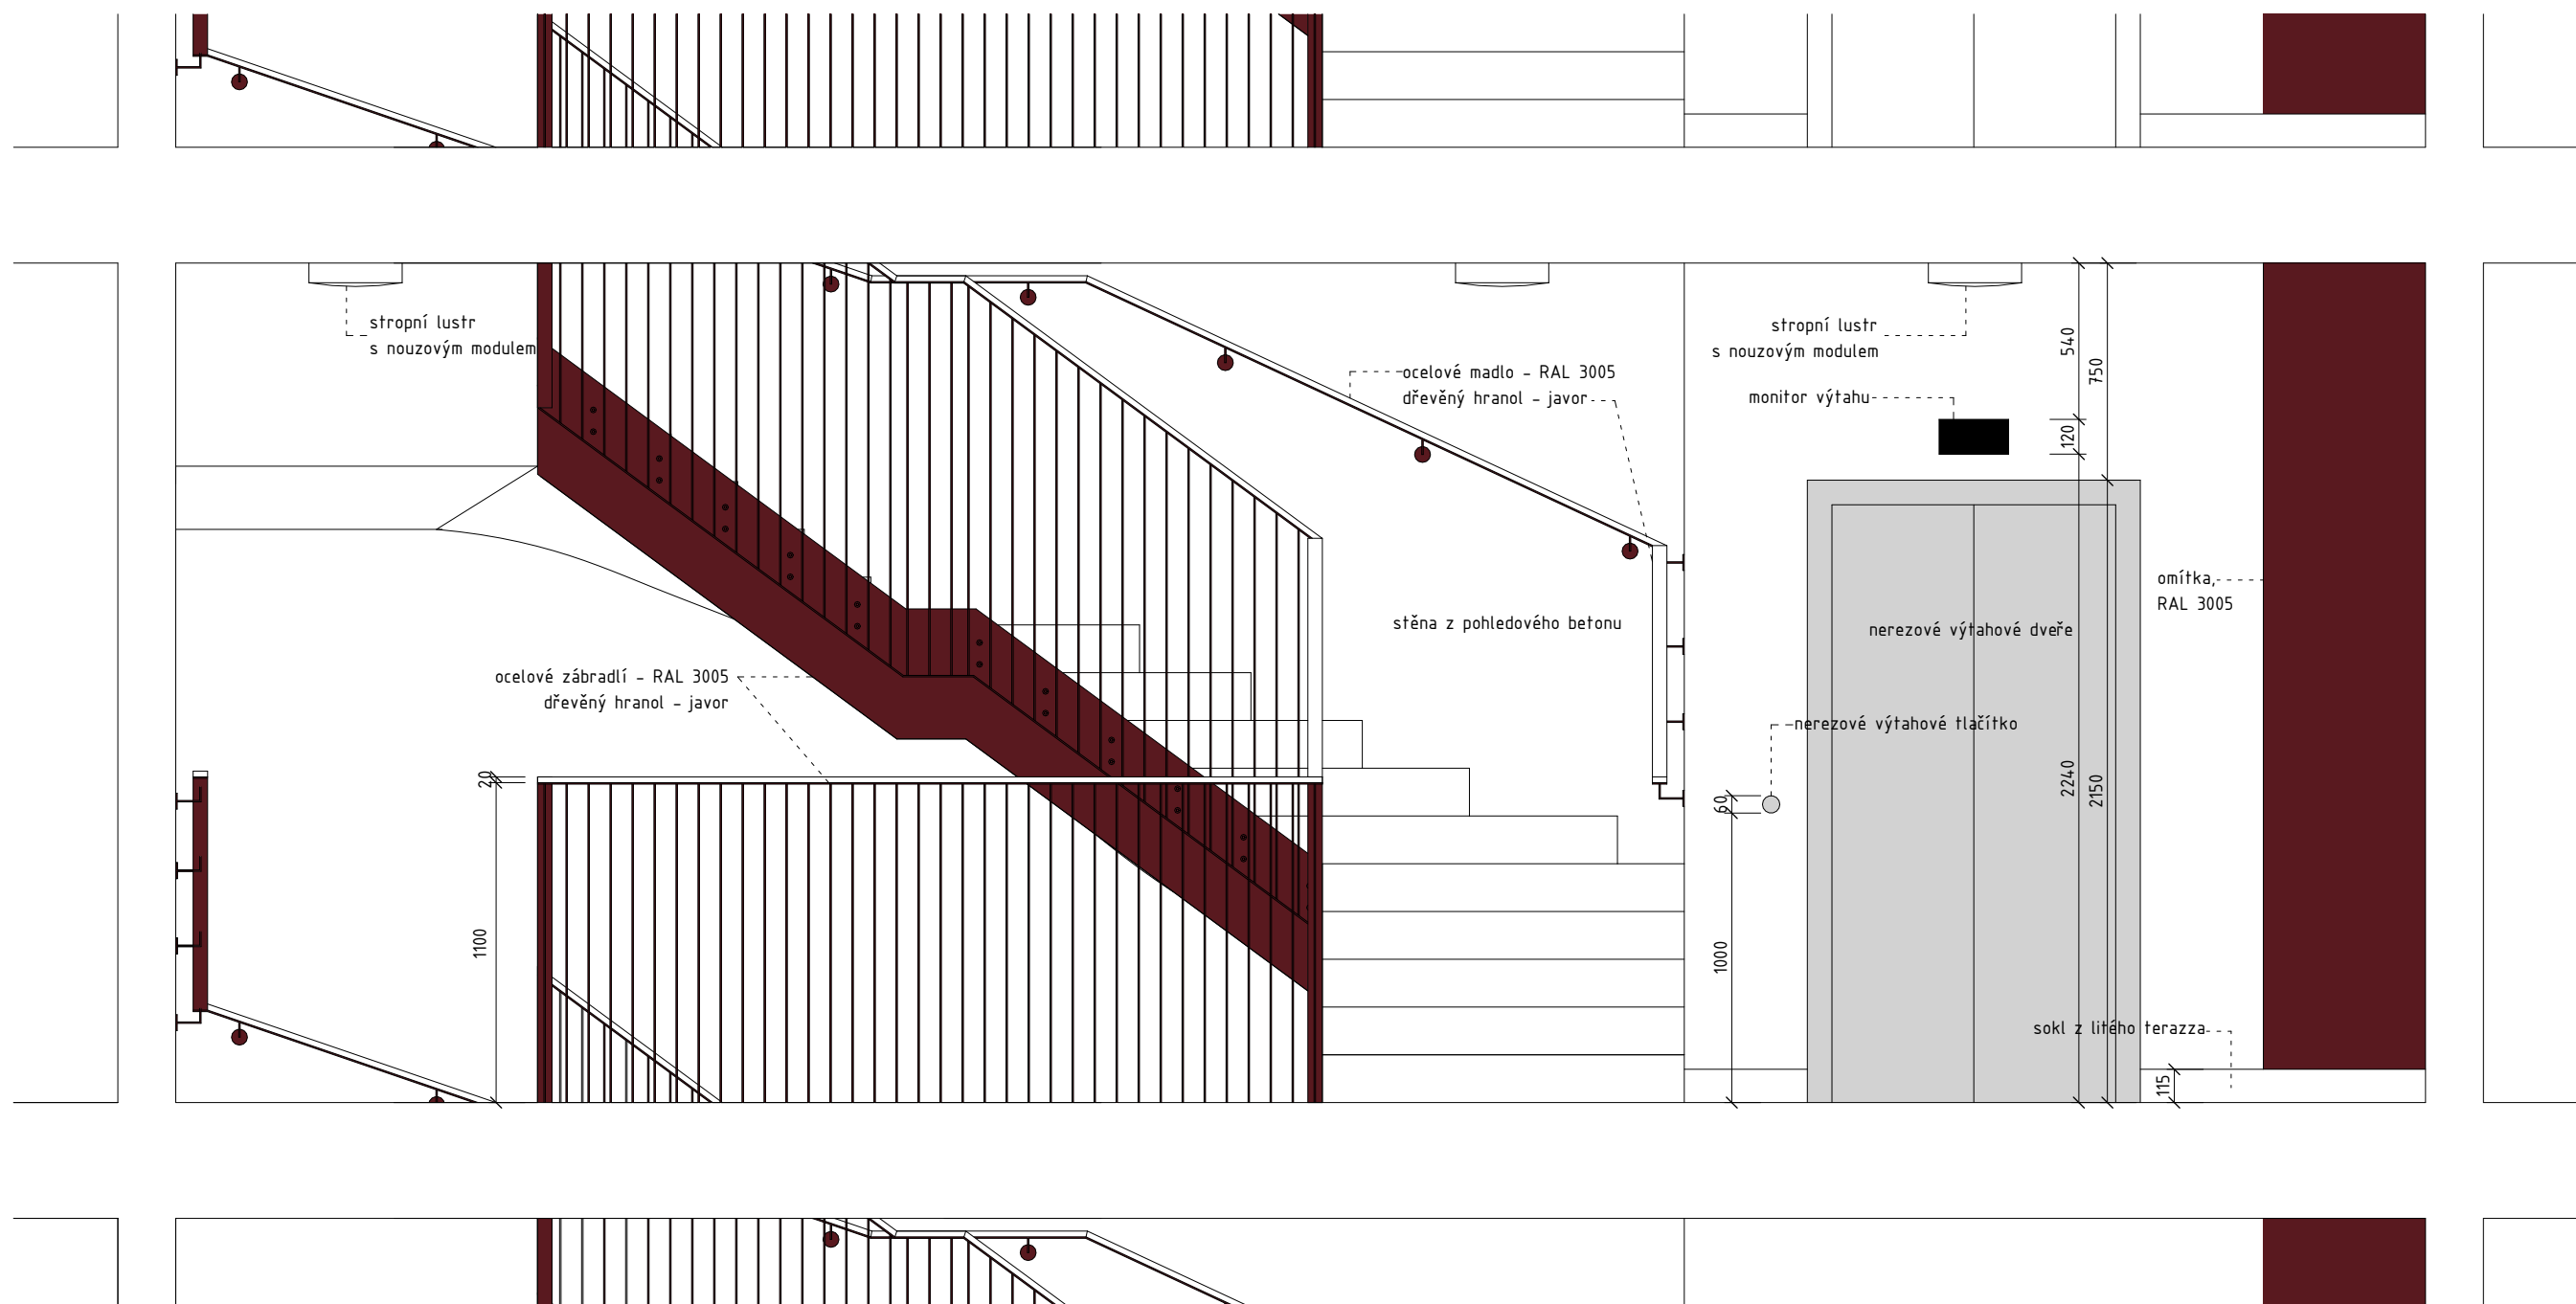 stropní lustr
s nouzovým modulem
stropní lustr
s nouzovým modulem
540
750
ocelové madlo - RAL 3005
dřevěný hranol - javor
monitor výtahu
120
omítka,
RAL 3005
stěna z pohledového betonu
nerezové výtahové dveře
ocelové zábradlí - RAL 3005
dřevěný hranol - javor
nerezové výtahové tlačítko
20
2240
2150
60
1100
1000
sokl z litého terazza
115